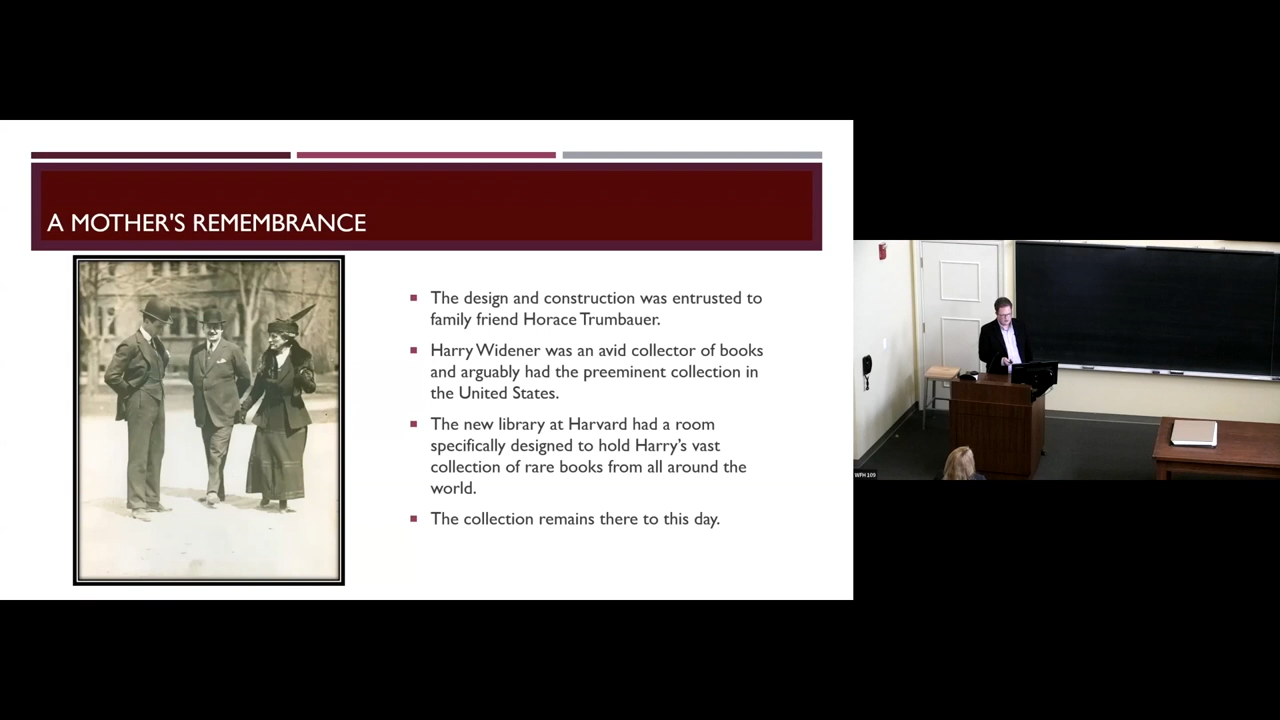 A MOTHER'S REMEMBRANCE
▪ The design and construction was entrusted to
family friend Horace Trumbauer.
▪ Harry Widener was an avid collector of books
and arguably had the preeminent collection in
the United States.
▪ The new library at Harvard had a room
specifically designed to hold Harry’s vast
collection of rare books from all around the
world.
▪ The collection remains there to this day.
WFH 109